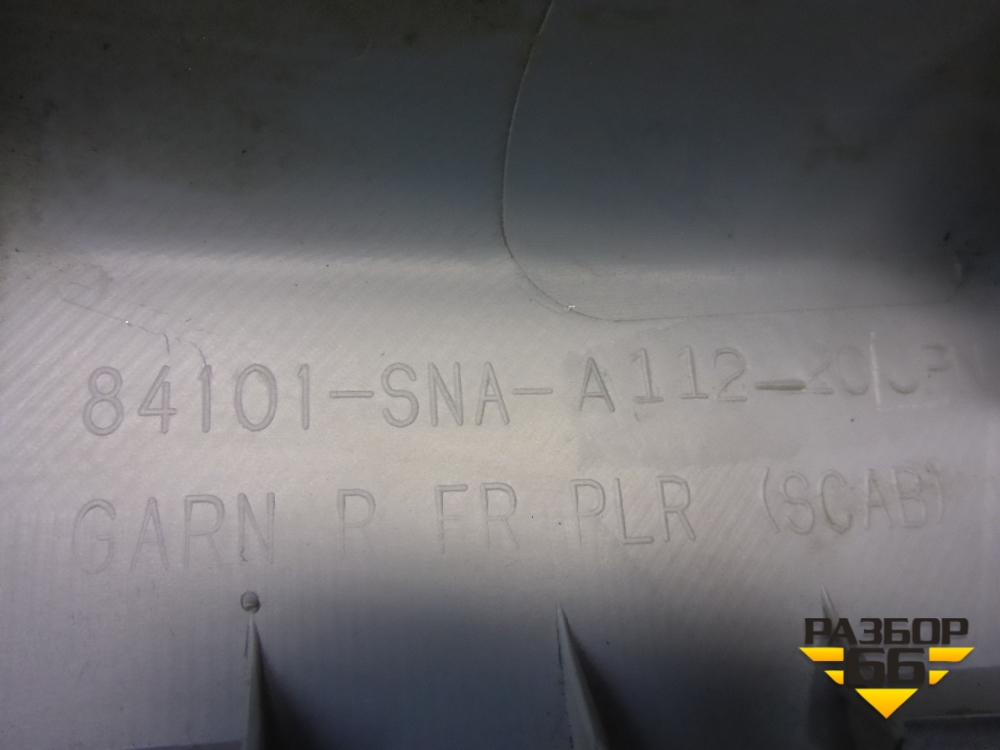 84101-SNA-A112-20
GARN R FR PLR (SCAB)
РАЗБОР
66